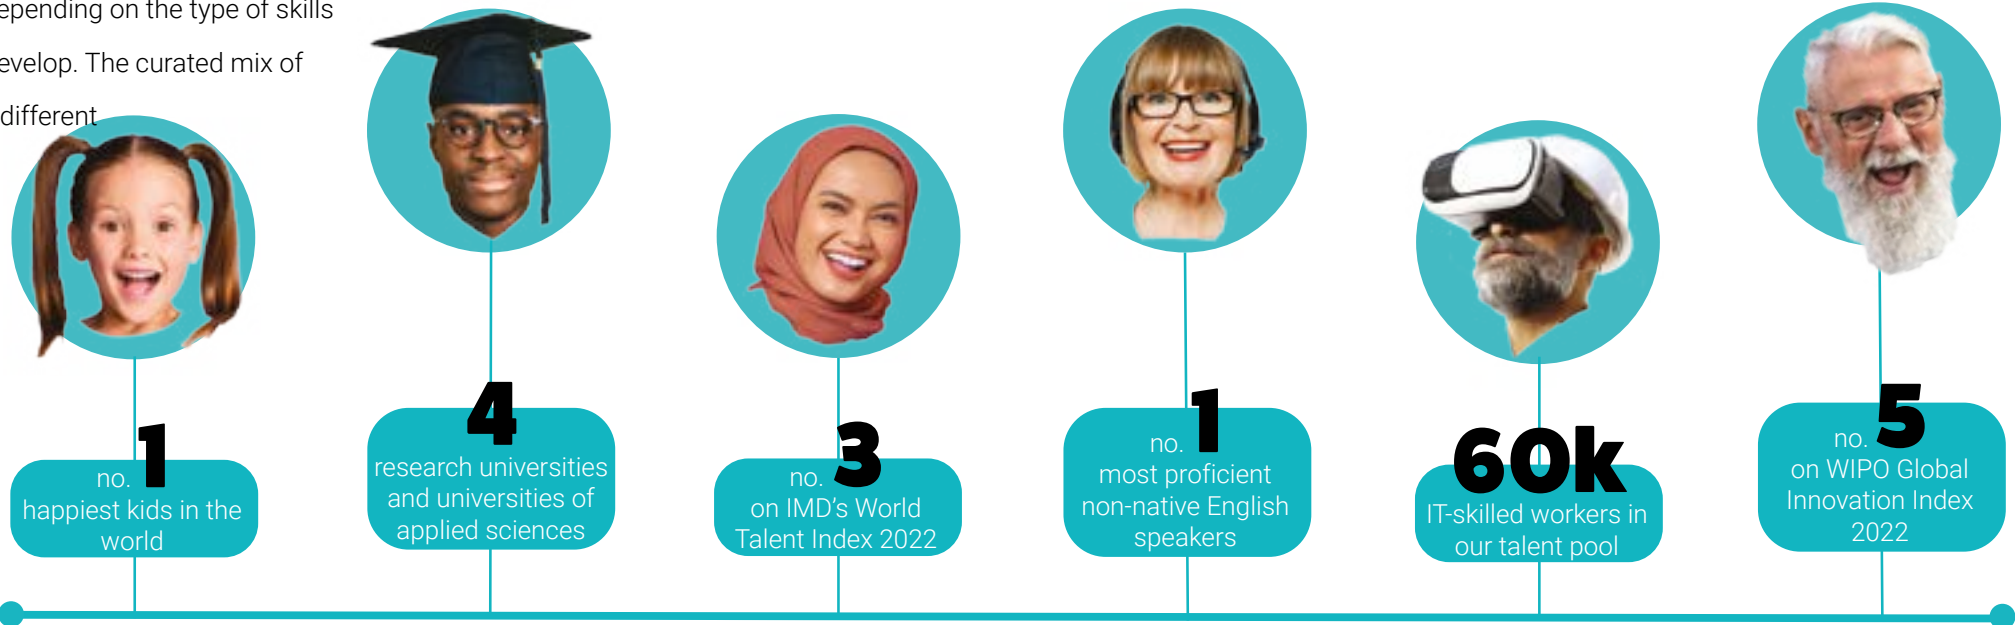 epending on the type of skills
evelop. The curated mix of
different
no. 1
happiest kids in the
world
4
research universities
and universities of
applied sciences
no. 3
on IMD's World
Talent Index 2022
no. 1
most proficient
non-native English
speakers
60k
IT-skilled workers in
our talent pool
no. 5
on WIPO Global
Innovation Index
2022